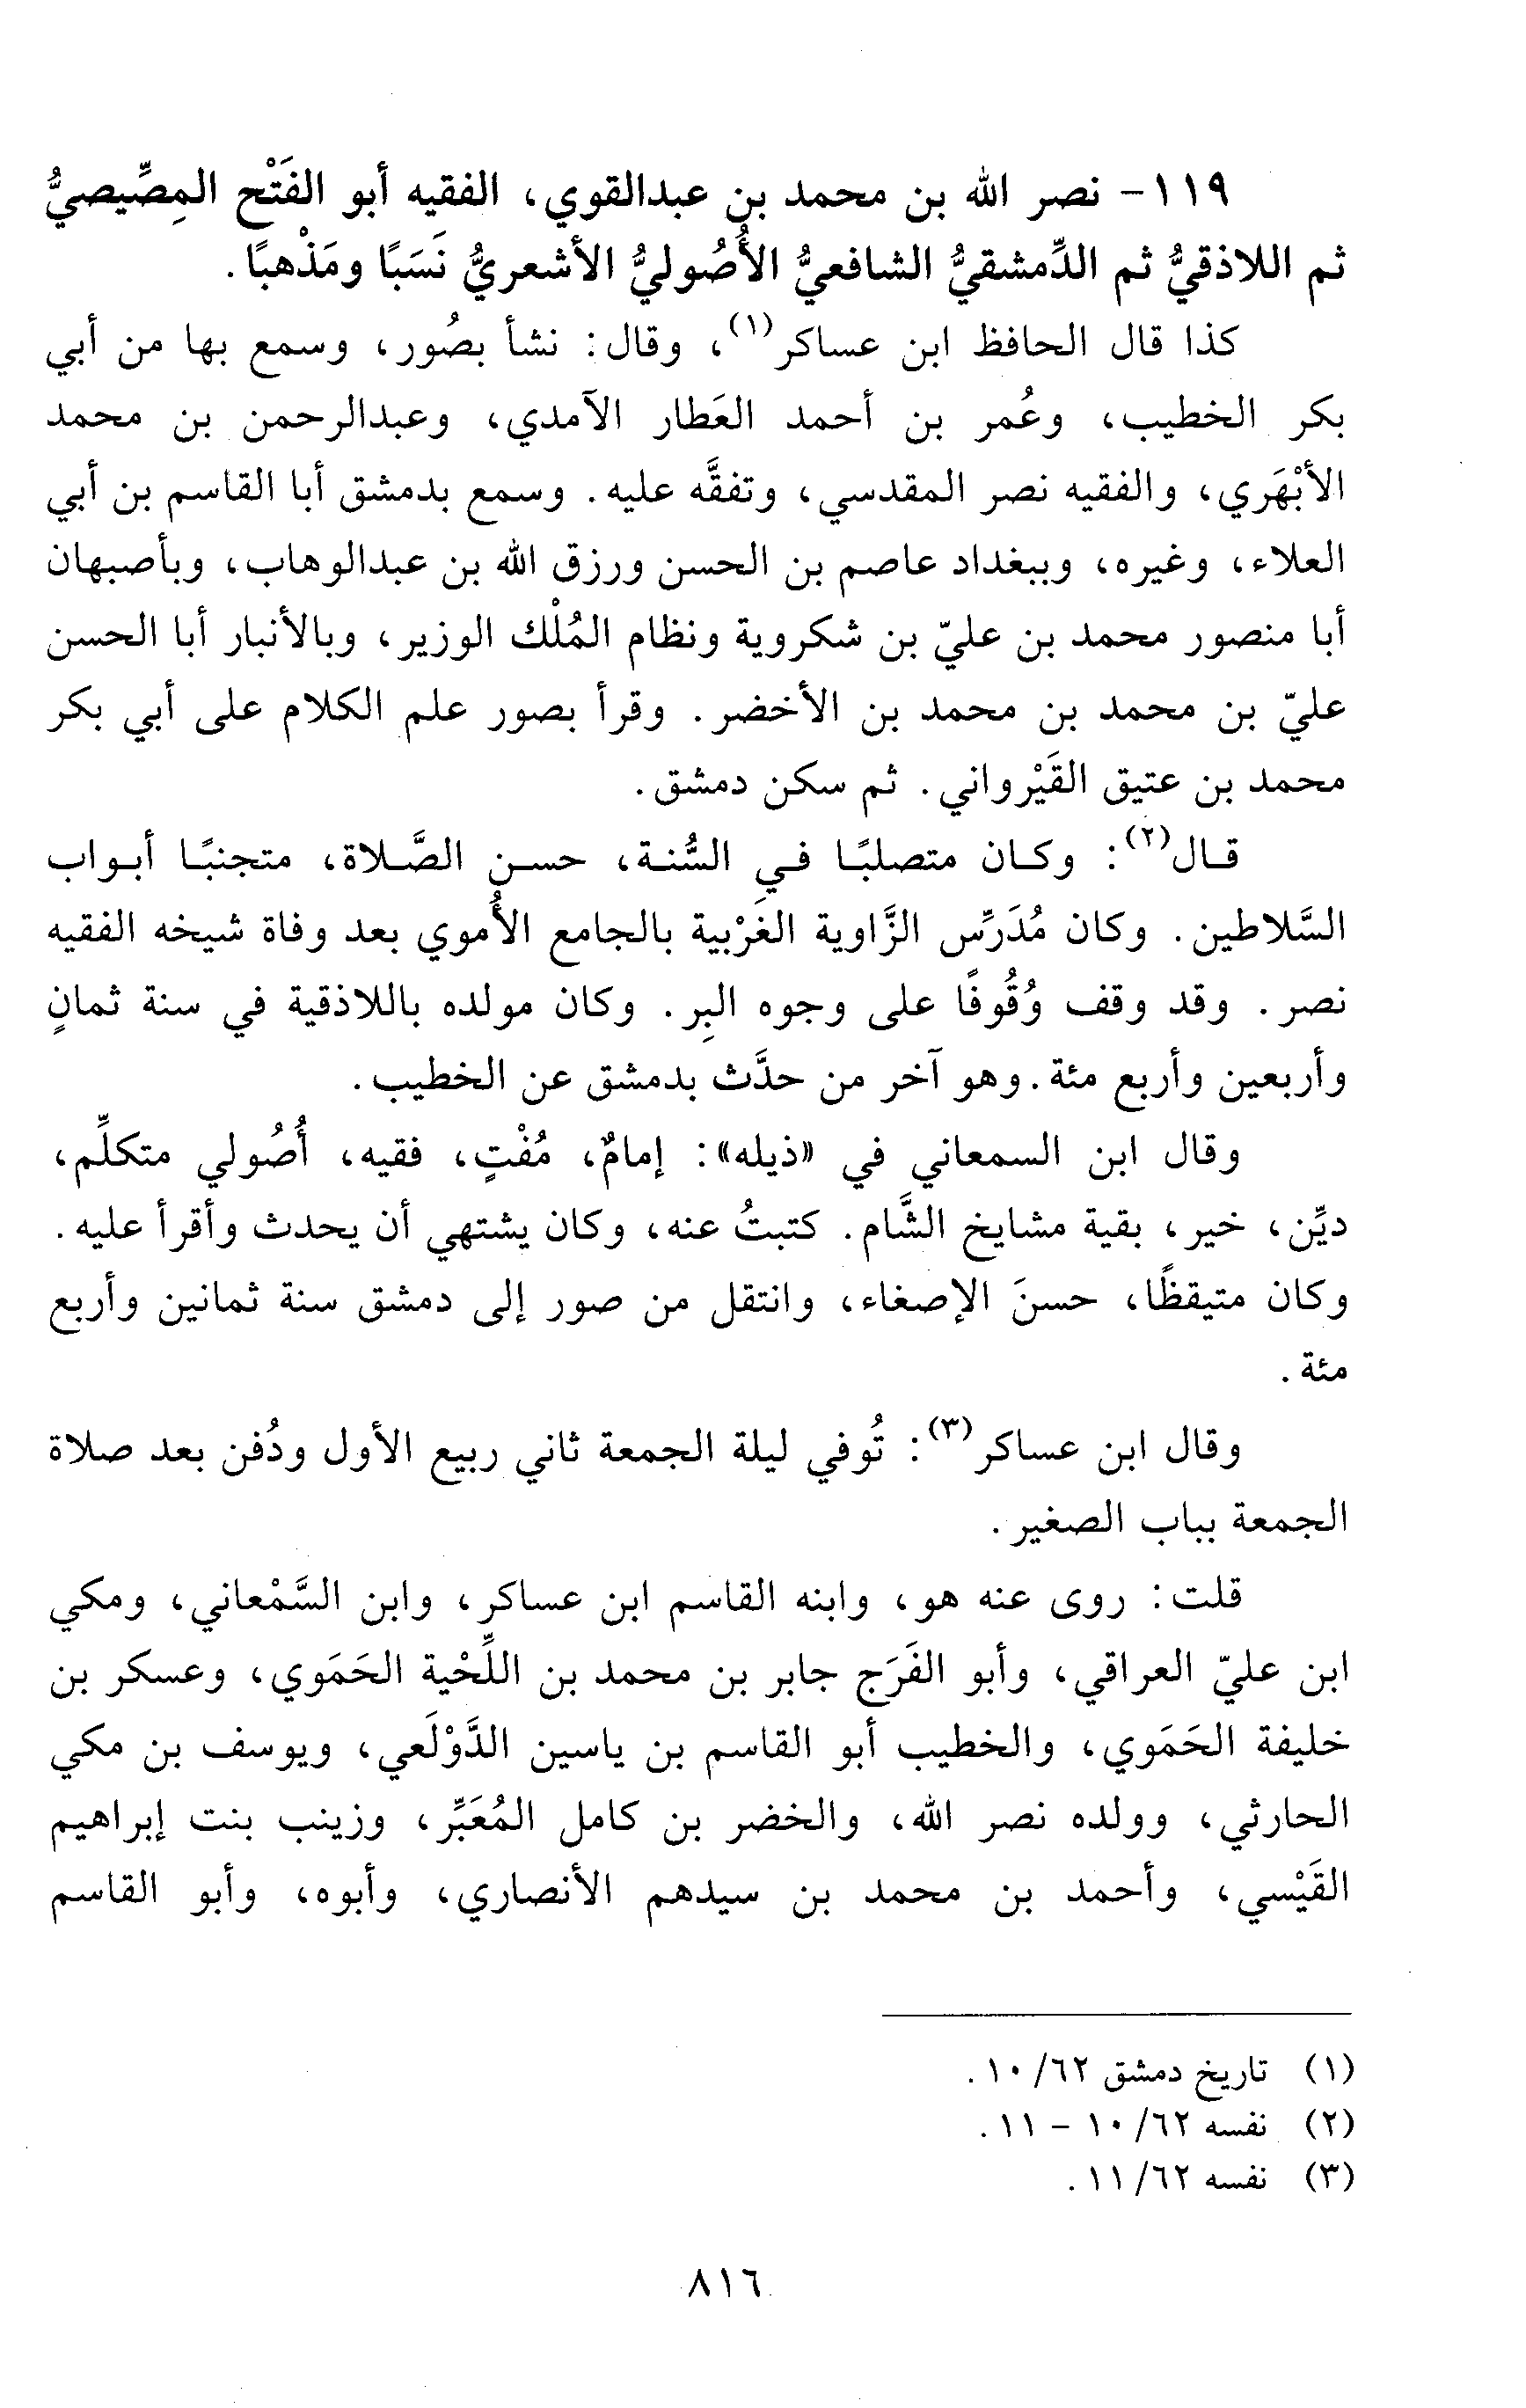 ١١٩- نصر الله بن محمد بن عبدالقوي، الفقيه أبو الفَتْح المِصِّيصيُّ
ثم اللاذقيُّ ثم الدِّمشقيُّ الشافعيُّ الأُصُوليُّ الأشعريُّ نَسَبًا ومَذْهبًا.
كذا قال الحافظ ابن عساكر(١)، وقال: نشأ بصُور، وسمع بها من أبي
بكر الخطيب، وعُمر بن أحمد العَطار الآمدي، وعبدالرحمن بن محمد
الأبْهَري، والفقيه نصر المقدسي، وتفقَّه عليه. وسمع بدمشق أبا القاسم بن أبي
العلاء، وغيره، وببغداد عاصم بن الحسن ورزق الله بن عبدالوهاب، وبأصبهان
أبا منصور محمد بن عليّ بن شكروية ونظام المُلْك الوزير، وبالأنبار أبا الحسن
عليّ بن محمد بن محمد بن الأخضر. وقرأ بصور علم الكلام على أبي بكر
محمد بن عتيق القَيْرواني. ثم سكن دمشق.
قال(٢): وكان متصلبًا في السُّنة، حسن الصَّلاة، متجنبًا أبواب
السَّلاطين. وكان مُدَرِّس الزَّاوية الغَرْبية بالجامع الأُموي بعد وفاة شيخه الفقيه
نصر. وقد وقف وُقُوفًا على وجوه البِر. وكان مولده باللاذقية في سنة ثمانٍ
وأربعين وأربع مئة. وهو آخر من حدَّث بدمشق عن الخطيب.
وقال ابن السمعاني في «ذيله»: إمامٌ، مُفْتٍ، فقيه، أُصُولي متكلِّم،
ديِّن، خير، بقية مشايخ الشَّام. كتبتُ عنه، وكان يشتهي أن يحدث وأقرأ عليه.
وكان متيقظًا، حسنَ الإصغاء، وانتقل من صور إلى دمشق سنة ثمانين وأربع
مئة.
وقال ابن عساكر(٣): تُوفي ليلة الجمعة ثاني ربيع الأول ودُفن بعد صلاة
الجمعة بباب الصغير.
قلت: روى عنه هو، وابنه القاسم ابن عساكر، وابن السَّمْعاني، ومكي
ابن عليّ العراقي، وأبو الفَرَج جابر بن محمد بن اللِّحْية الحَمَوي، وعسكر بن
خليفة الحَمَوي، والخطيب أبو القاسم بن ياسين الدَّوْلَعي، ويوسف بن مكي
الحارثي، وولده نصر الله، والخضر بن كامل المُعَبِّر، وزينب بنت إبراهيم
القَيْسي، وأحمد بن محمد بن سيدهم الأنصاري، وأبوه، وأبو القاسم
(١) تاريخ دمشق ٦٢/ ١٠.
(٢) نفسه ٦٢/ ١٠ - ١١.
(٣) نفسه ٦٢/ ١١.
٨١٦